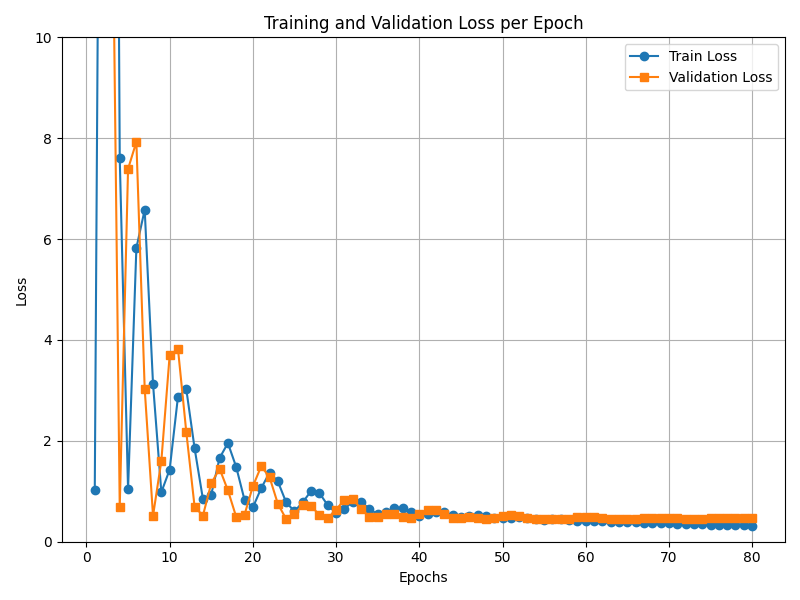 Training and Validation Loss per Epoch
Train Loss
Validation Loss
10
8
6
4
2
0
Loss
0 10 20 30 40 50 60 70 80
Epochs